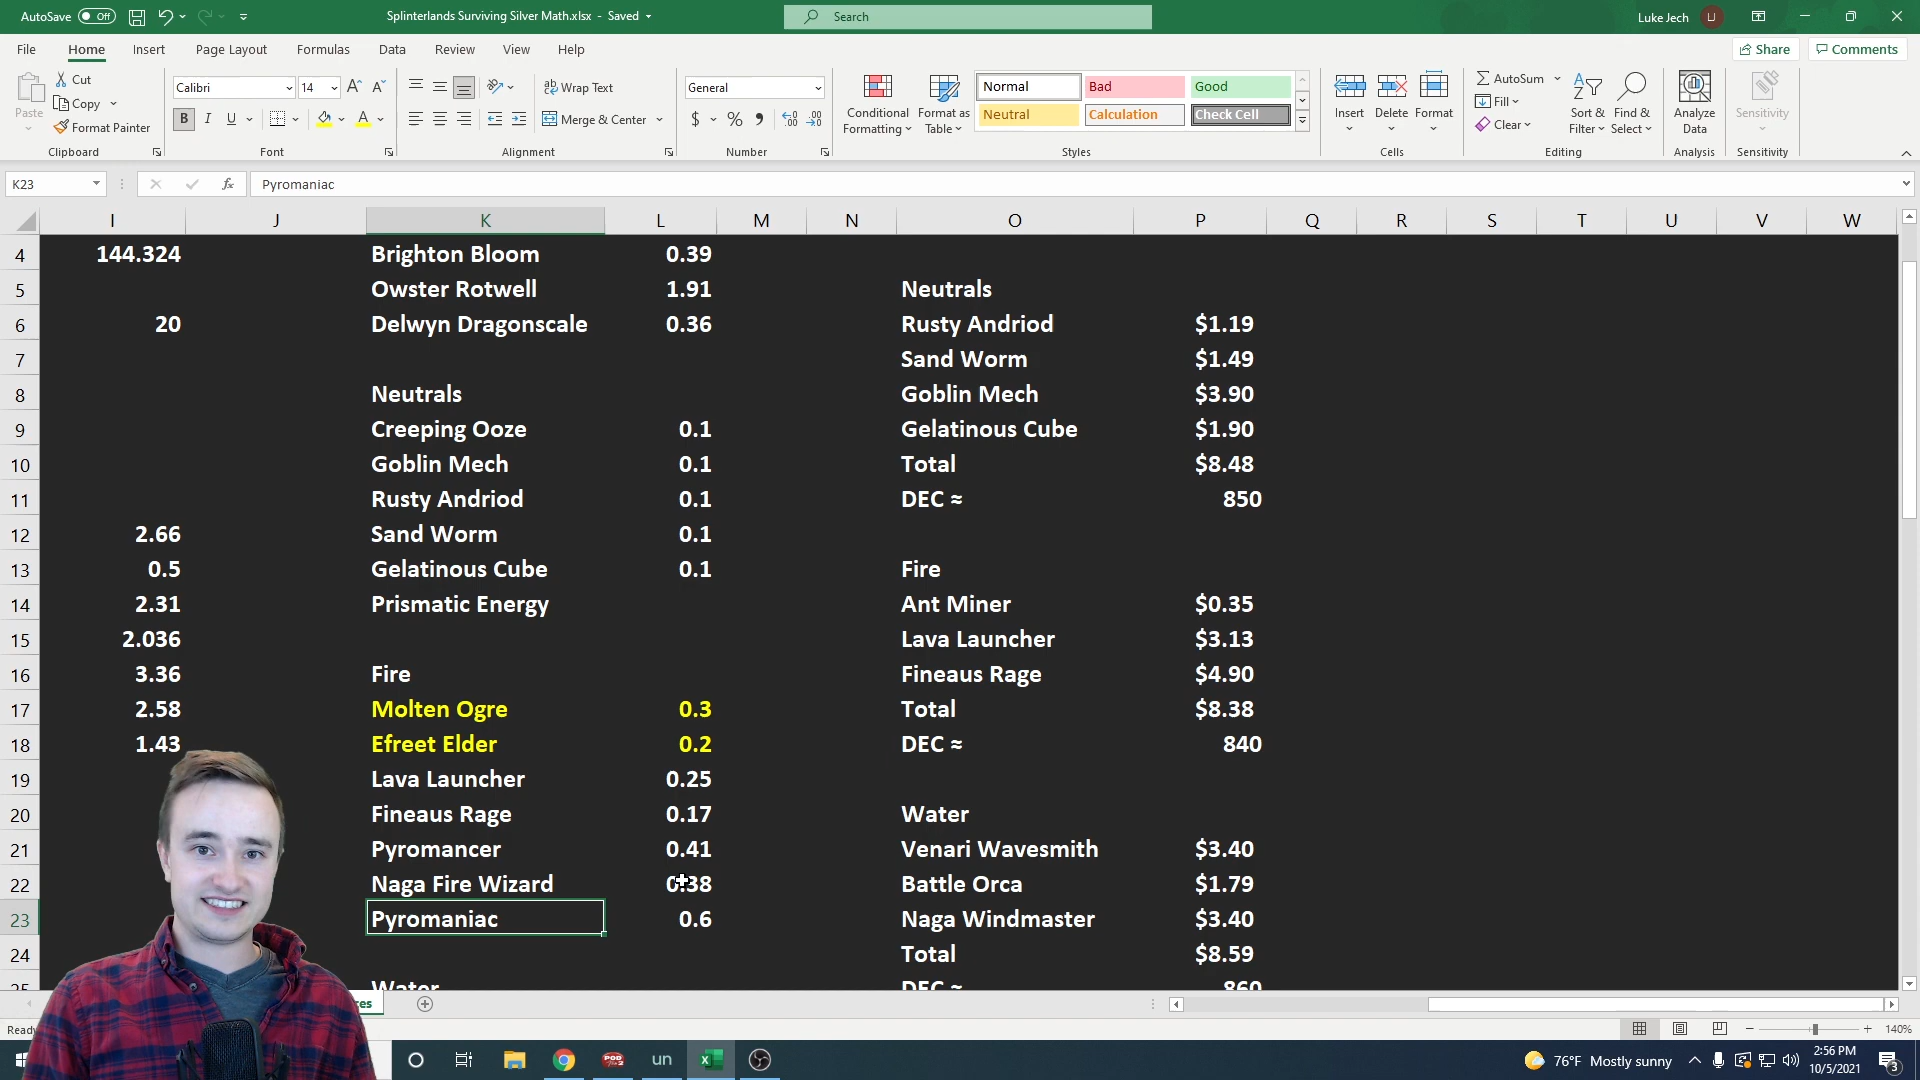 AutoSave Off Splinterlands Surviving Silver Math.xlsx - Saved Search Luke Jech LJ
File Home Insert Page Layout Formulas Data Review View Help Share Comments
Paste Cut Copy Format Painter Clipboard
Calibri 14 B I U Font
Wrap Text Merge & Center Alignment
General $ % 9 Number
Conditional Formatting Format as Table Normal Bad Good Neutral Calculation Check Cell Styles
Insert Delete Format Cells
AutoSum Fill Clear Sort & Filter Find & Select Editing
Analyze Data Analysis Sensitivity Sensitivity
K23 fx Pyromaniac
I J K L M N O P Q R S T U V W
4 144.324 Brighton Bloom 0.39
5 Owster Rotwell 1.91 Neutrals
6 20 Delwyn Dragonscale 0.36 Rusty Andriod $1.19
7 Sand Worm $1.49
8 Neutrals Goblin Mech $3.90
9 Creeping Ooze 0.1 Gelatinous Cube $1.90
10 Goblin Mech 0.1 Total $8.48
11 Rusty Andriod 0.1 DEC ≈ 850
12 2.66 Sand Worm 0.1
13 0.5 Gelatinous Cube 0.1 Fire
14 2.31 Prismatic Energy Ant Miner $0.35
15 2.036 Lava Launcher $3.13
16 3.36 Fire Fineaus Rage $4.90
17 2.58 Molten Ogre 0.3 Total $8.38
18 1.43 Efreet Elder 0.2 DEC ≈ 840
19 Lava Launcher 0.25
20 Fineaus Rage 0.17 Water
21 Pyromancer 0.41 Venari Wavesmith $3.40
22 Naga Fire Wizard 0.38 Battle Orca $1.79
23 Pyromaniac 0.6 Naga Windmaster $3.40
24 Total $8.59
25 Water DEC ≈ 860
140%
un 76°F Mostly sunny 2:56 PM
10/5/2021 3